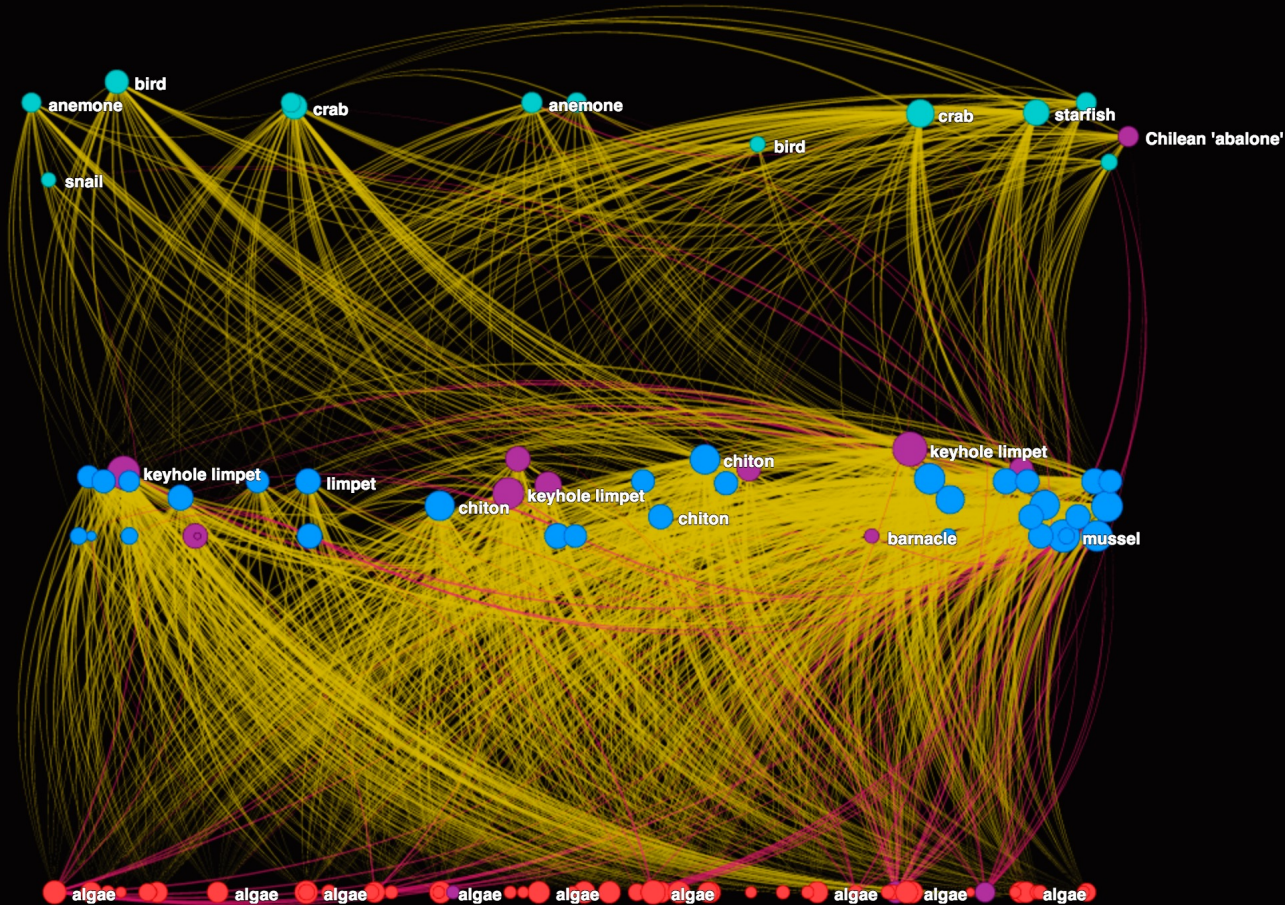 bird
anemone
crab
anemone
crab
starfish
Chilean 'abalone'
bird
snail
keyhole limpet
limpet
chiton
keyhole limpet
chiton
chiton
keyhole limpet
barnacle
mussel
algae
algae
algae
algae
algae
algae
algae
algae
algae